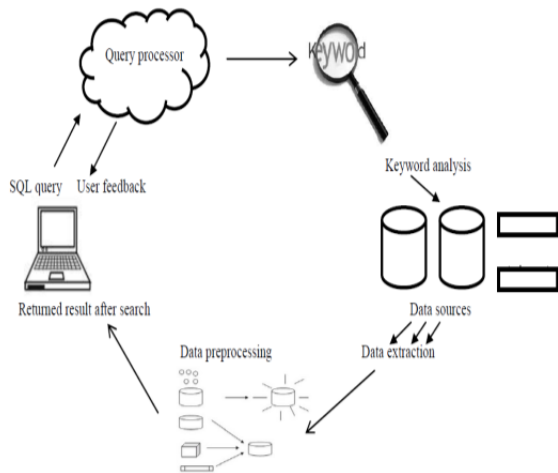 Query processor
keyword
Keyword analysis
SQL query
User feedback
Data sources
Returned result after search
Data preprocessing
Data extraction